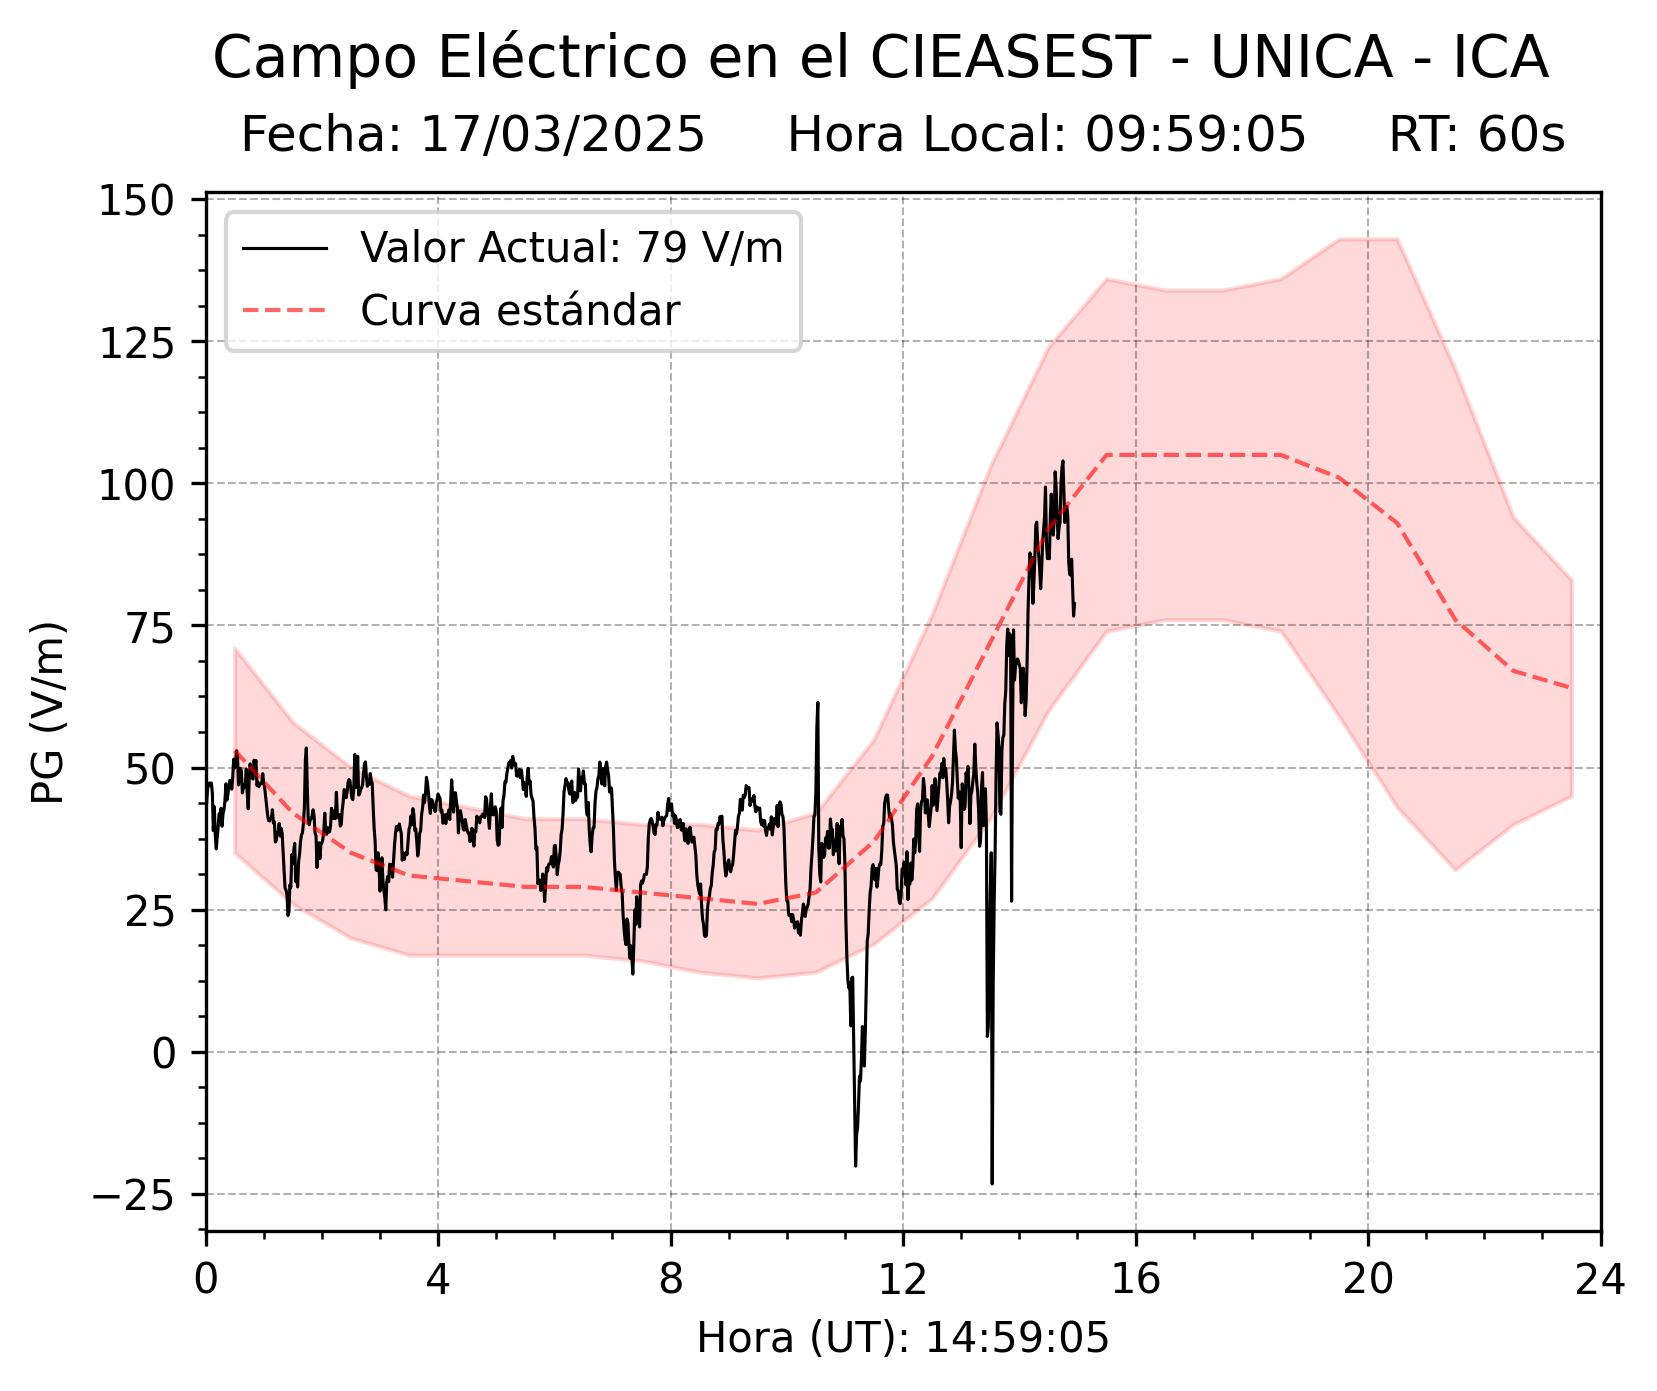 Campo Eléctrico en el CIEASEST - UNICA - ICA
Fecha: 17/03/2025 Hora Local: 09:59:05 RT: 60s
Valor Actual: 79 V/m
Curva estándar
PG (V/m)
150
125
100
75
50
25
0
−25
0 4 8 12 16 20 24
Hora (UT): 14:59:05